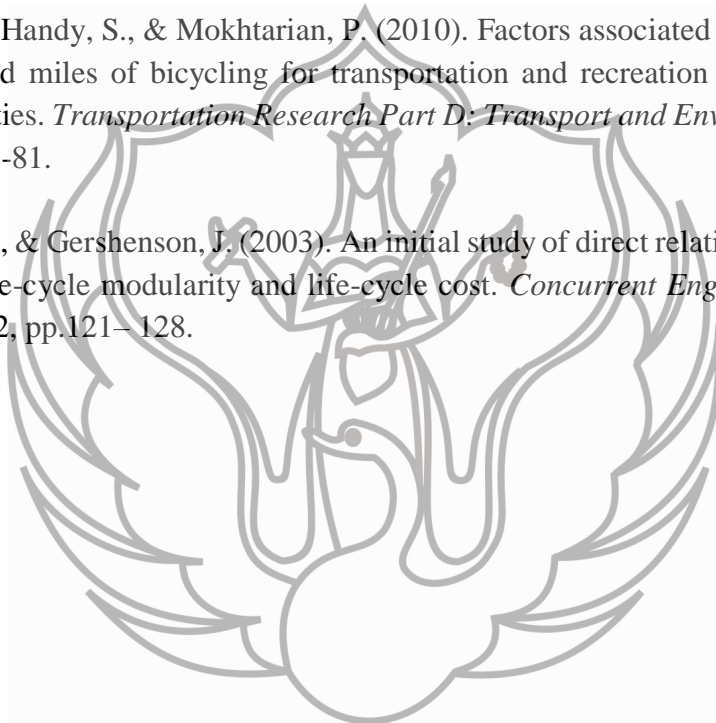 Handy, S., & Mokhtarian, P. (2010). Factors associated
d miles of bicycling for transportation and recreation
ties. Transportation Research Part D: Transport and Env
-81.
, & Gershenson, J. (2003). An initial study of direct relati
e-cycle modularity and life-cycle cost. Concurrent Eng
2, pp.121– 128.